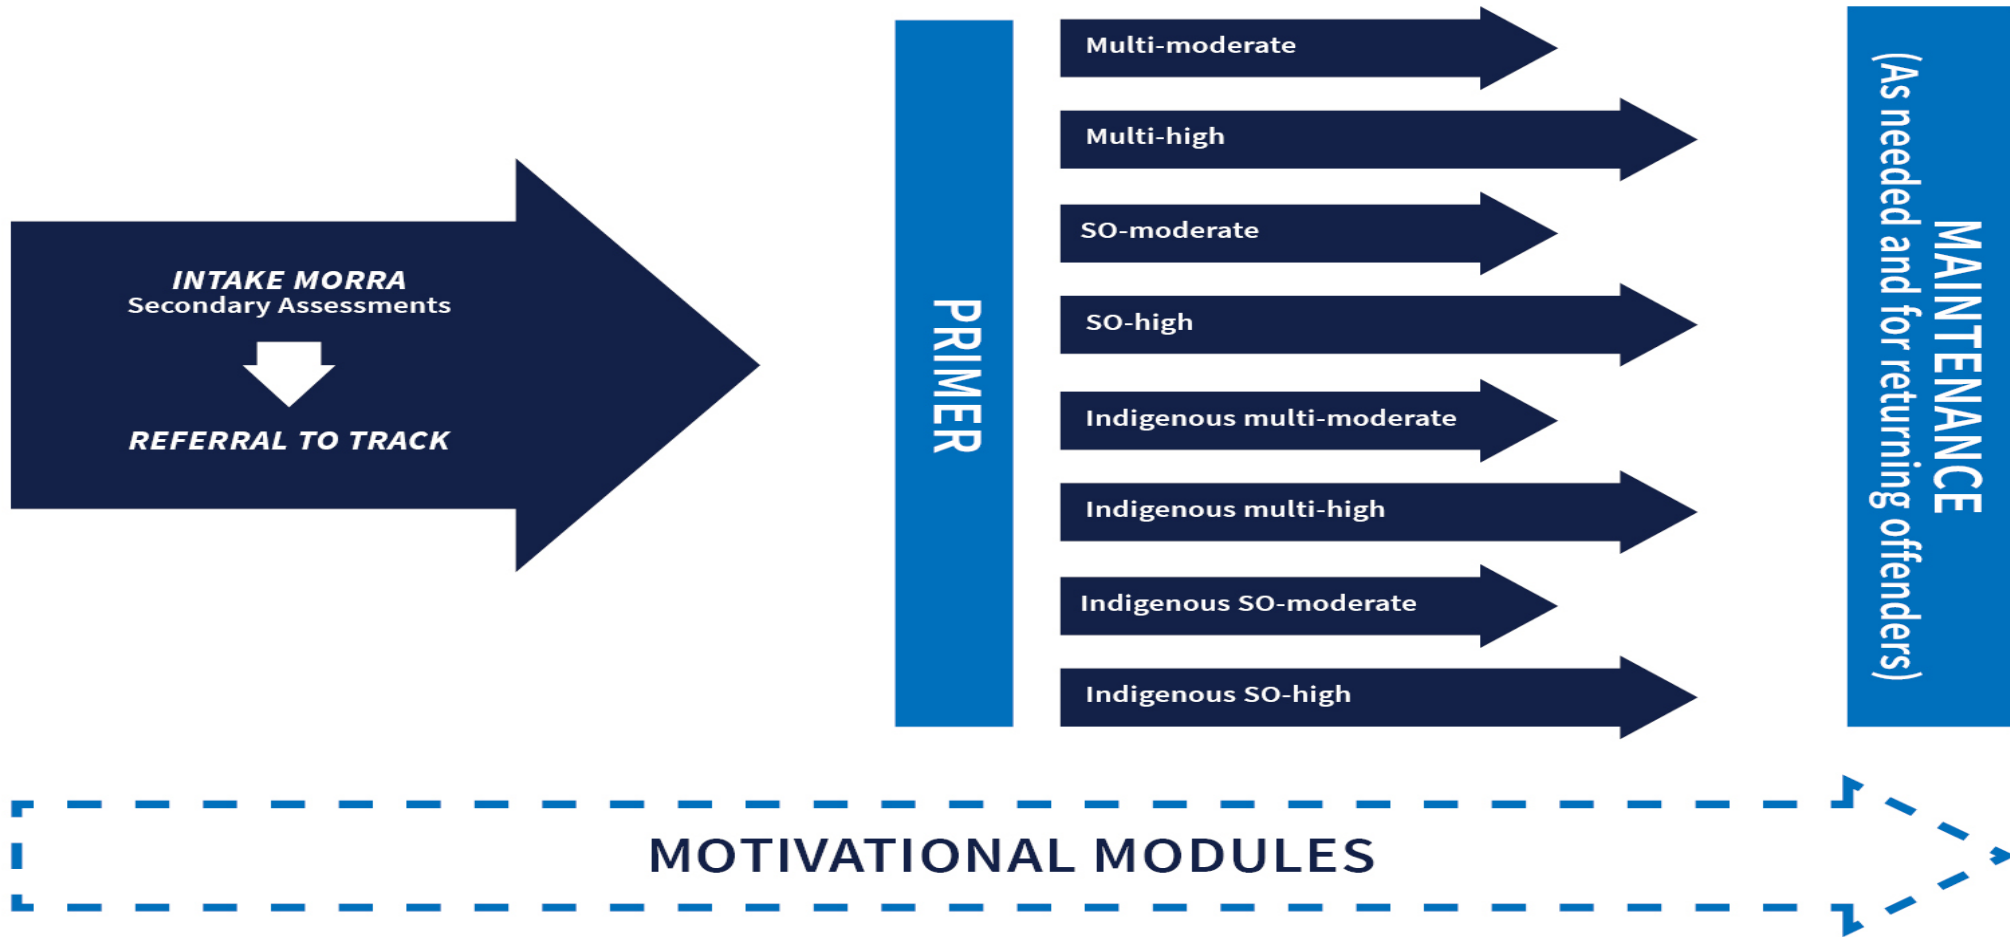 INTAKE MORRA
Secondary Assessments
REFERRAL TO TRACK
PRIMER
Multi-moderate
Multi-high
SO-moderate
SO-high
Indigenous multi-moderate
Indigenous multi-high
Indigenous SO-moderate
Indigenous SO-high
MAINTENANCE
(As needed and for returning offenders)
MOTIVATIONAL MODULES